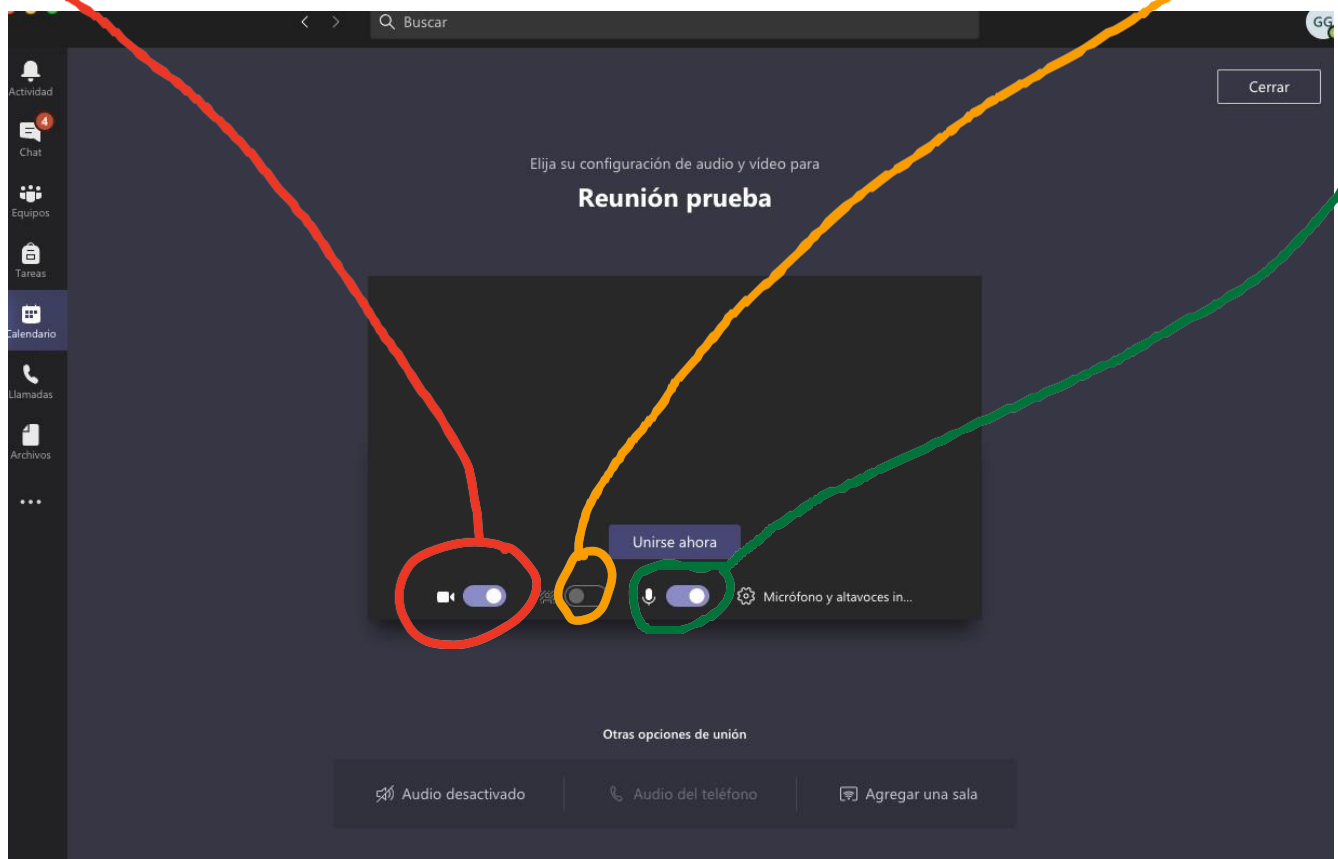 Buscar
GG
Actividad
4
Chat
Equipos
Tareas
Calendario
Llamadas
Archivos
Cerrar
Elija su configuración de audio y vídeo para
Reunión prueba
Unirse ahora
Micrófono y altavoces in...
Otras opciones de unión
Audio desactivado
Audio del teléfono
Agregar una sala